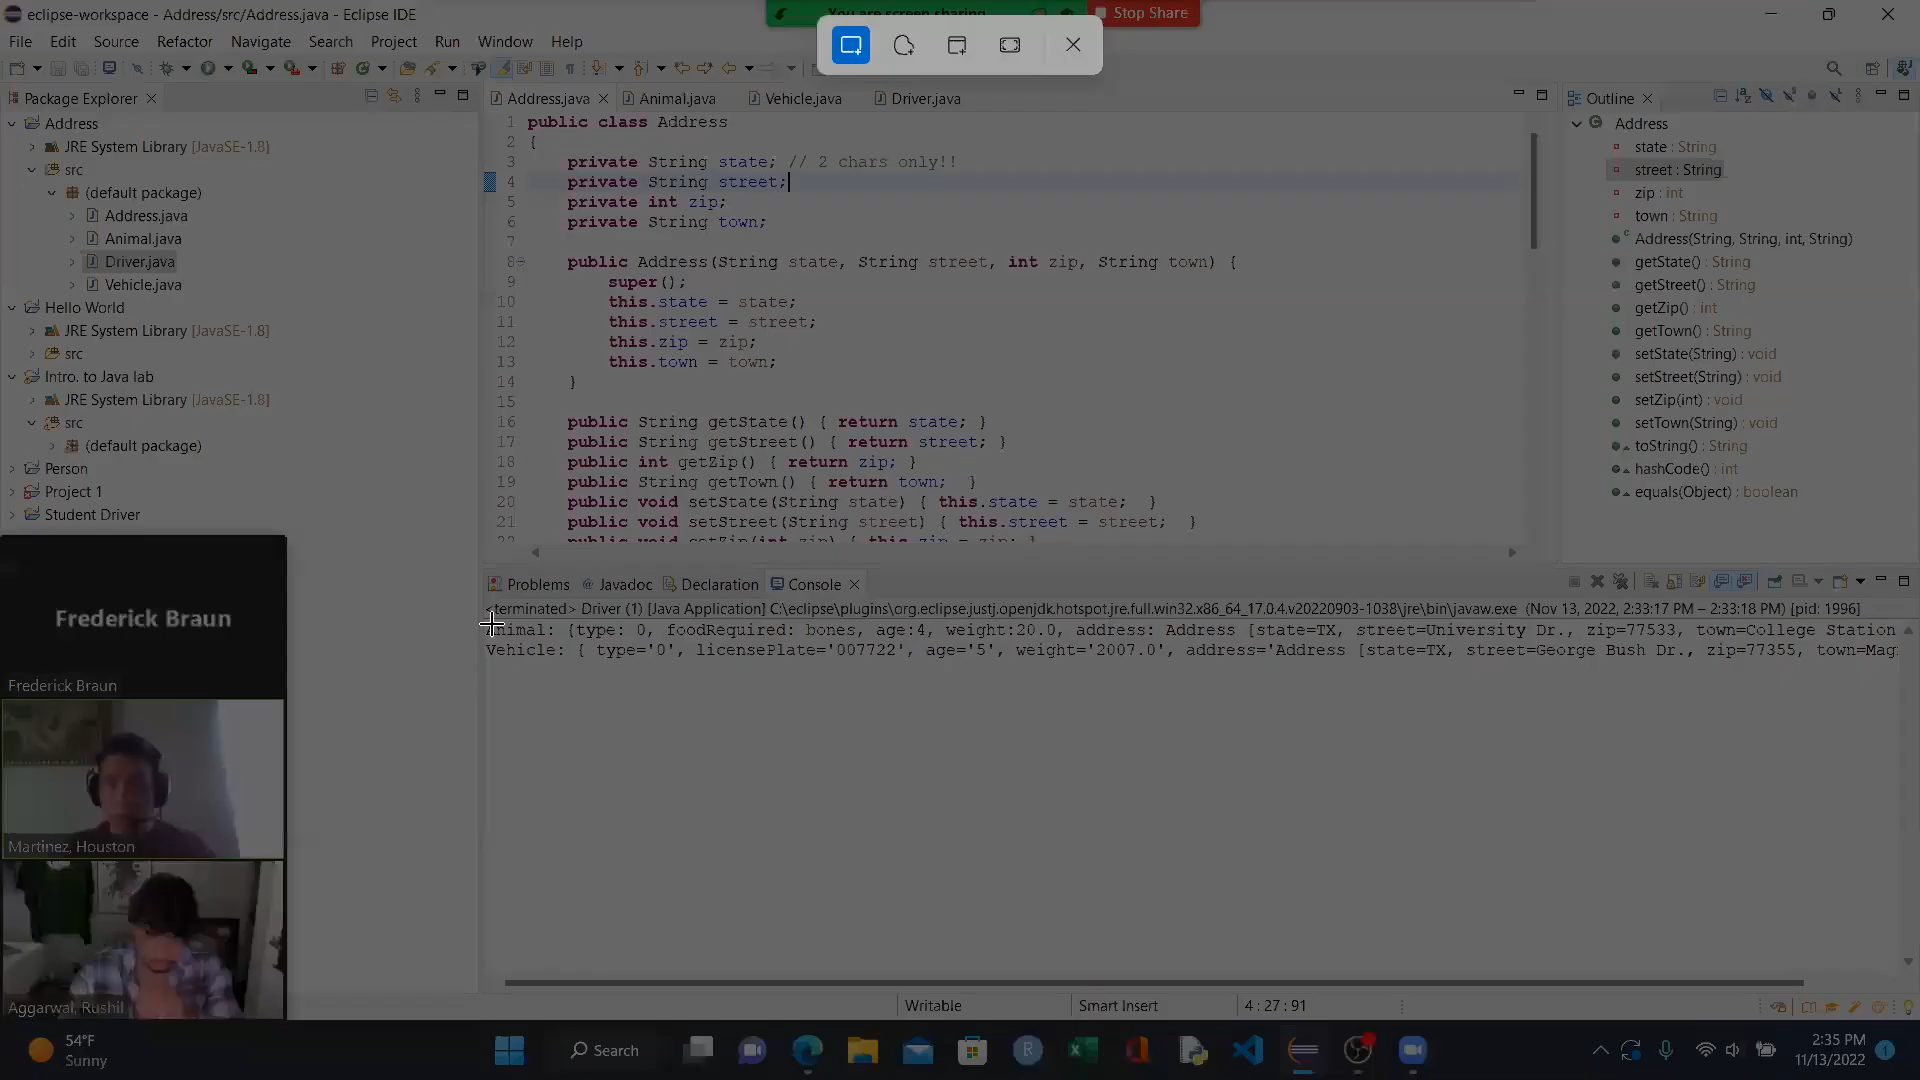 eclipse-workspace - Address/src/Address.java - Eclipse IDE
You are screen sharing
Stop Share
File Edit Source Refactor Navigate Search Project Run Window Help
Package Explorer
Address
JRE System Library [JavaSE-1.8]
src
(default package)
Address.java
Animal.java
Driver.java
Vehicle.java
Hello World
JRE System Library [JavaSE-1.8]
src
Intro. to Java lab
JRE System Library [JavaSE-1.8]
src
(default package)
Person
Project 1
Student Driver
Address.java Animal.java Vehicle.java Driver.java
1 public class Address
2 {
3 private String state; // 2 chars only!!
4 private String street;
5 private int zip;
6 private String town;
7
8 public Address(String state, String street, int zip, String town) {
9 super();
10 this.state = state;
11 this.street = street;
12 this.zip = zip;
13 this.town = town;
14 }
15
16 public String getState() { return state; }
17 public String getStreet() { return street; }
18 public int getZip() { return zip; }
19 public String getTown() { return town; }
20 public void setState(String state) { this.state = state; }
21 public void setStreet(String street) { this.street = street; }
22 public void setZip(int zip) { this.zip = zip; }
Outline
Address
state : String
street : String
zip : int
town : String
Address(String, String, int, String)
getState() : String
getStreet() : String
getZip() : int
getTown() : String
setState(String) : void
setStreet(String) : void
setZip(int) : void
setTown(String) : void
toString() : String
hashCode() : int
equals(Object) : boolean
Problems Javadoc Declaration Console
<terminated> Driver (1) [Java Application] C:\eclipse\plugins\org.eclipse.justj.openjdk.hotspot.jre.full.win32.x86_64_17.0.4.v20220903-1038\jre\bin\javaw.exe (Nov 13, 2022, 2:33:17 PM – 2:33:18 PM) [pid: 1996]
Animal: {type: 0, foodRequired: bones, age:4, weight:20.0, address: Address [state=TX, street=University Dr., zip=77533, town=College Station
Vehicle: { type='0', licensePlate='007722', age='5', weight='2007.0', address='Address [state=TX, street=George Bush Dr., zip=77355, town=Mag
Frederick Braun
Frederick Braun
Martinez, Houston
Aggarwal, Rushil
Writable Smart Insert 4 : 27 : 91
54°F
Sunny
Search
2:35 PM
11/13/2022
1